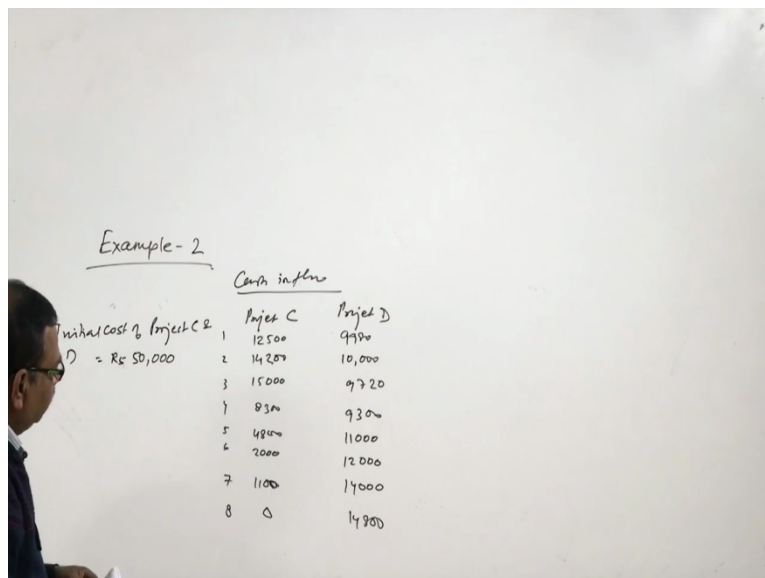 Example - 2
Cash inflow
Initial cost of Project C &
D = Rs 50,000
Project C Project D
1 12500 9980
2 14200 10,000
3 15000 9720
4 8300 9300
5 4800 11000
6 2000 12000
7 1100 14000
8 0 14800